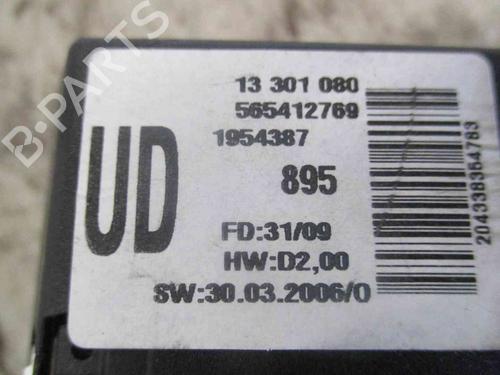 B-PARTS
13 301 080
565412769
1954387
UD
895
FD:31/09
HW:D2,00
SW:30.03.2006/0
204338354783